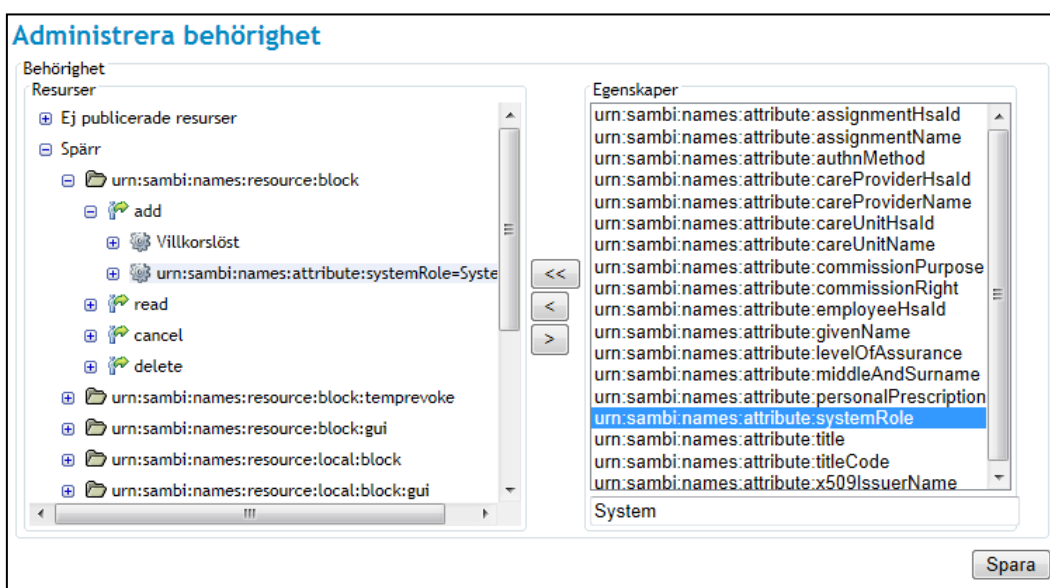 Administrera behörighet
Behörighet
Resurser
Ej publicerade resurser
Spärr
urn:sambi:names:resource:block
add
Villkorslöst
urn:sambi:names:attribute:systemRole=Syste
read
cancel
delete
urn:sambi:names:resource:block:temprevoke
urn:sambi:names:resource:block:gui
urn:sambi:names:resource:local:block
urn:sambi:names:resource:local:block:gui
<<
<
>
Egenskaper
urn:sambi:names:attribute:assignmentHsaId
urn:sambi:names:attribute:assignmentName
urn:sambi:names:attribute:authnMethod
urn:sambi:names:attribute:careProviderHsaId
urn:sambi:names:attribute:careProviderName
urn:sambi:names:attribute:careUnitHsaId
urn:sambi:names:attribute:careUnitName
urn:sambi:names:attribute:commissionPurpose
urn:sambi:names:attribute:commissionRight
urn:sambi:names:attribute:employeeHsaId
urn:sambi:names:attribute:givenName
urn:sambi:names:attribute:levelOfAssurance
urn:sambi:names:attribute:middleAndSurname
urn:sambi:names:attribute:personalPrescription
urn:sambi:names:attribute:systemRole
urn:sambi:names:attribute:title
urn:sambi:names:attribute:titleCode
urn:sambi:names:attribute:x509IssuerName
System
Spara